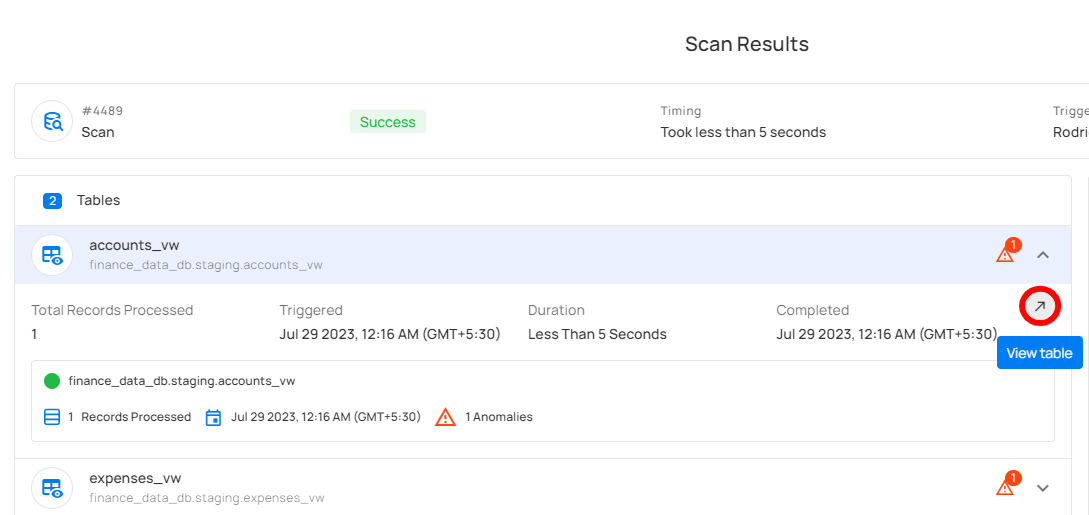 Scan Results
#4489
Scan
Success
Timing
Took less than 5 seconds
Trigge
Rodri
2 Tables
accounts_vw
finance_data_db.staging.accounts_vw
1
Total Records Processed
1
Triggered
Jul 29 2023, 12:16 AM (GMT+5:30)
Duration
Less Than 5 Seconds
Completed
Jul 29 2023, 12:16 AM (GMT+5:30)
View table
finance_data_db.staging.accounts_vw
1 Records Processed Jul 29 2023, 12:16 AM (GMT+5:30) 1 Anomalies
expenses_vw
finance_data_db.staging.expenses_vw
1